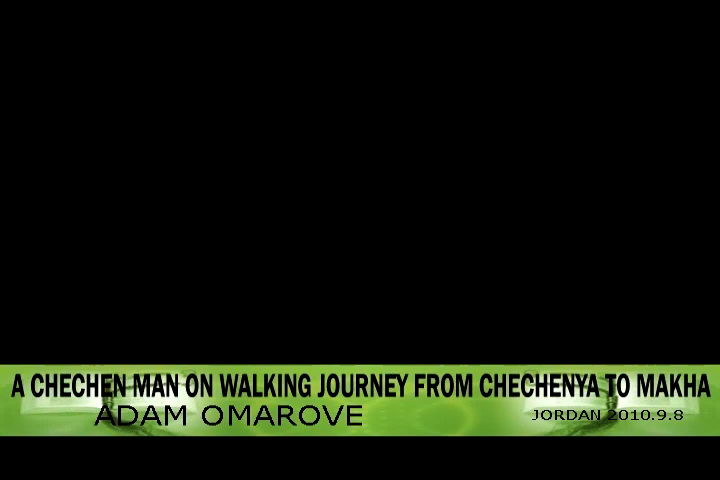 A CHECHEN MAN ON WALKING JOURNEY FROM CHECHENYA TO MAKHA
ADAM OMAROVE
JORDAN 2010.9.8